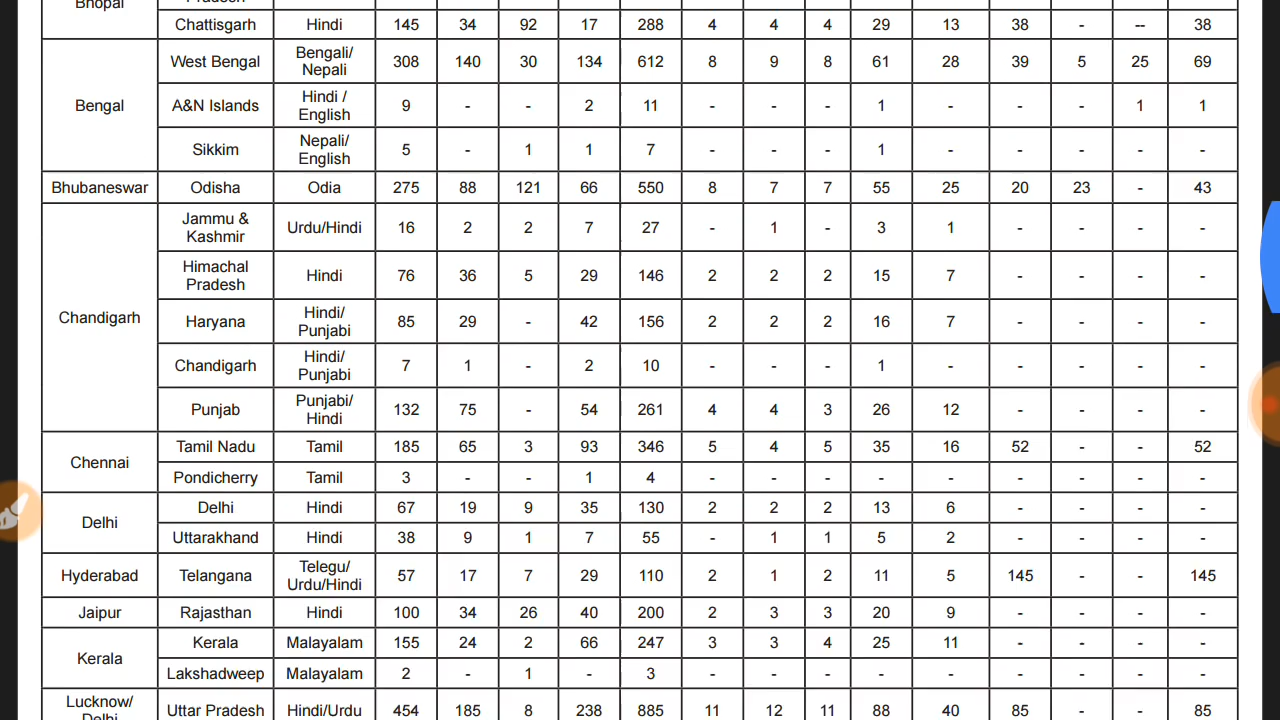 Bhopal Pradesh
Chattisgarh Hindi 145 34 92 17 288 4 4 4 29 13 38 - -- 38
Bengal
West Bengal Bengali/ Nepali 308 140 30 134 612 8 9 8 61 28 39 5 25 69
A&N Islands Hindi / English 9 - - 2 11 - - - 1 - - - 1 1
Sikkim Nepali/ English 5 - 1 1 7 - - - 1 - - - - -
Bhubaneswar Odisha Odia 275 88 121 66 550 8 7 7 55 25 20 23 - 43
Chandigarh
Jammu & Kashmir Urdu/Hindi 16 2 2 7 27 - 1 - 3 1 - - - -
Himachal Pradesh Hindi 76 36 5 29 146 2 2 2 15 7 - - - -
Haryana Hindi/ Punjabi 85 29 - 42 156 2 2 2 16 7 - - - -
Chandigarh Hindi/ Punjabi 7 1 - 2 10 - - - 1 - - - - -
Punjab Punjabi/ Hindi 132 75 - 54 261 4 4 3 26 12 - - - -
Chennai
Tamil Nadu Tamil 185 65 3 93 346 5 4 5 35 16 52 - - 52
Pondicherry Tamil 3 - - 1 4 - - - - - - - - -
Delhi
Delhi Hindi 67 19 9 35 130 2 2 2 13 6 - - - -
Uttarakhand Hindi 38 9 1 7 55 - 1 1 5 2 - - - -
Hyderabad Telangana Telegu/ Urdu/Hindi 57 17 7 29 110 2 1 2 11 5 145 - - 145
Jaipur Rajasthan Hindi 100 34 26 40 200 2 3 3 20 9 - - - -
Kerala
Kerala Malayalam 155 24 2 66 247 3 3 4 25 11 - - - -
Lakshadweep Malayalam 2 - 1 - 3 - - - - - - - - -
Lucknow/ Delhi Uttar Pradesh Hindi/Urdu 454 185 8 238 885 11 12 11 88 40 85 - - 85